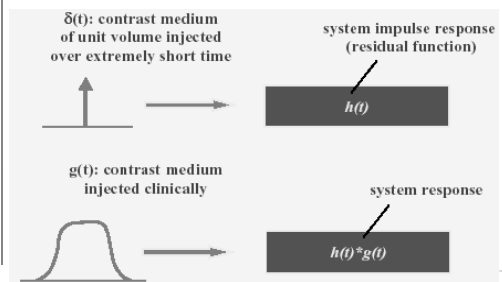 δ(t): contrast medium
of unit volume injected
over extremely short time
system impulse response
(residual function)
h(t)
g(t): contrast medium
injected clinically
system response
h(t)*g(t)